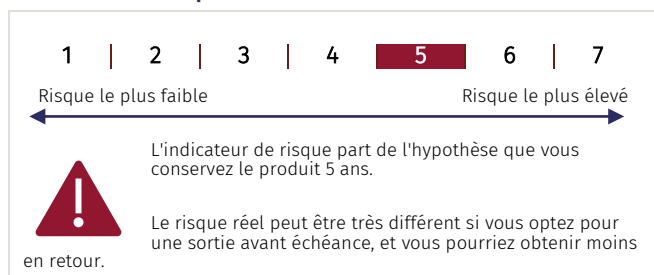 1 | 2 | 3 | 4 | 5 | 6 | 7
Risque le plus faible Risque le plus élevé
L'indicateur de risque part de l'hypothèse que vous
conservez le produit 5 ans.
Le risque réel peut être très différent si vous optez pour
une sortie avant échéance, et vous pourriez obtenir moins
en retour.